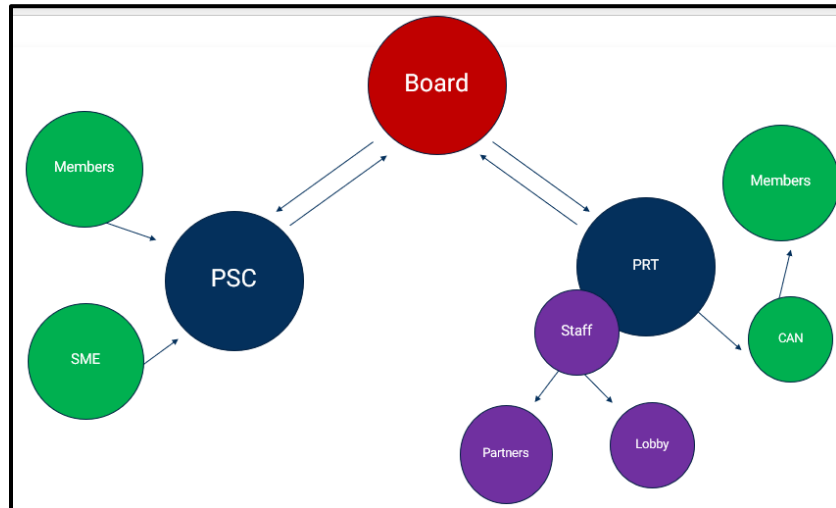 Board
Members
Members
PSC
PRT
Staff
SME
CAN
Partners
Lobby